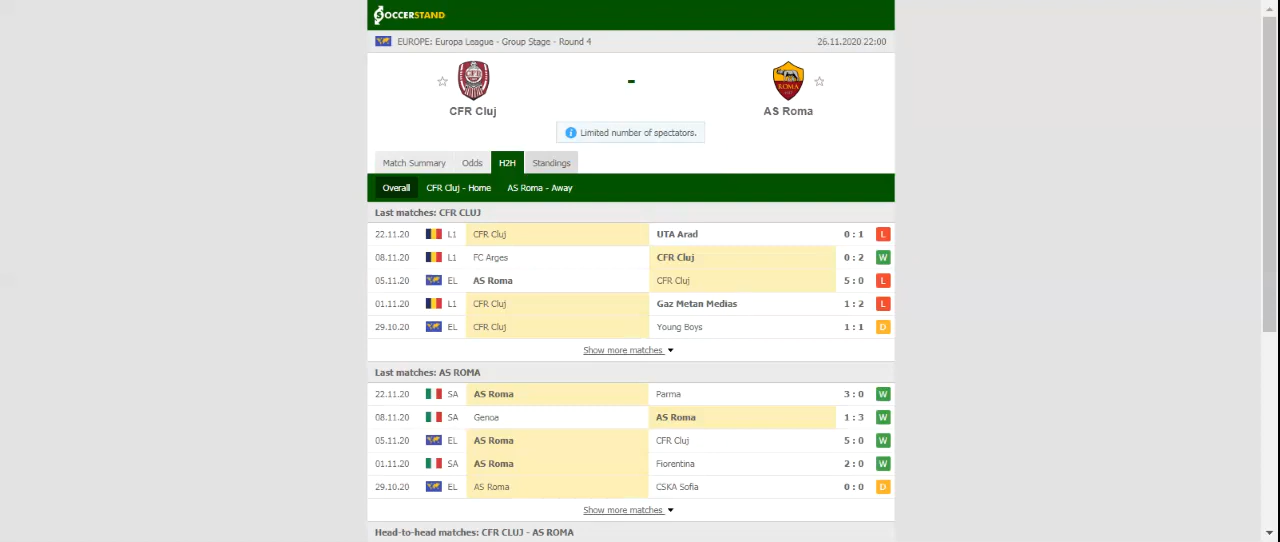 SOCCERSTAND
EUROPE: Europa League - Group Stage - Round 4 26.11.2020 22:00
-
CFR Cluj AS Roma
Limited number of spectators.
Match Summary Odds H2H Standings
Overall CFR Cluj - Home AS Roma - Away
Last matches: CFR CLUJ
22.11.20 L1 CFR Cluj UTA Arad 0 : 1 L
08.11.20 L1 FC Arges CFR Cluj 0 : 2 W
05.11.20 EL AS Roma CFR Cluj 5 : 0 L
01.11.20 L1 CFR Cluj Gaz Metan Medias 1 : 2 L
29.10.20 EL CFR Cluj Young Boys 1 : 1 D
Show more matches
Last matches: AS ROMA
22.11.20 SA AS Roma Parma 3 : 0 W
08.11.20 SA Genoa AS Roma 1 : 3 W
05.11.20 EL AS Roma CFR Cluj 5 : 0 W
01.11.20 SA AS Roma Fiorentina 2 : 0 W
29.10.20 EL AS Roma CSKA Sofia 0 : 0 D
Show more matches
Head-to-head matches: CFR CLUJ - AS ROMA